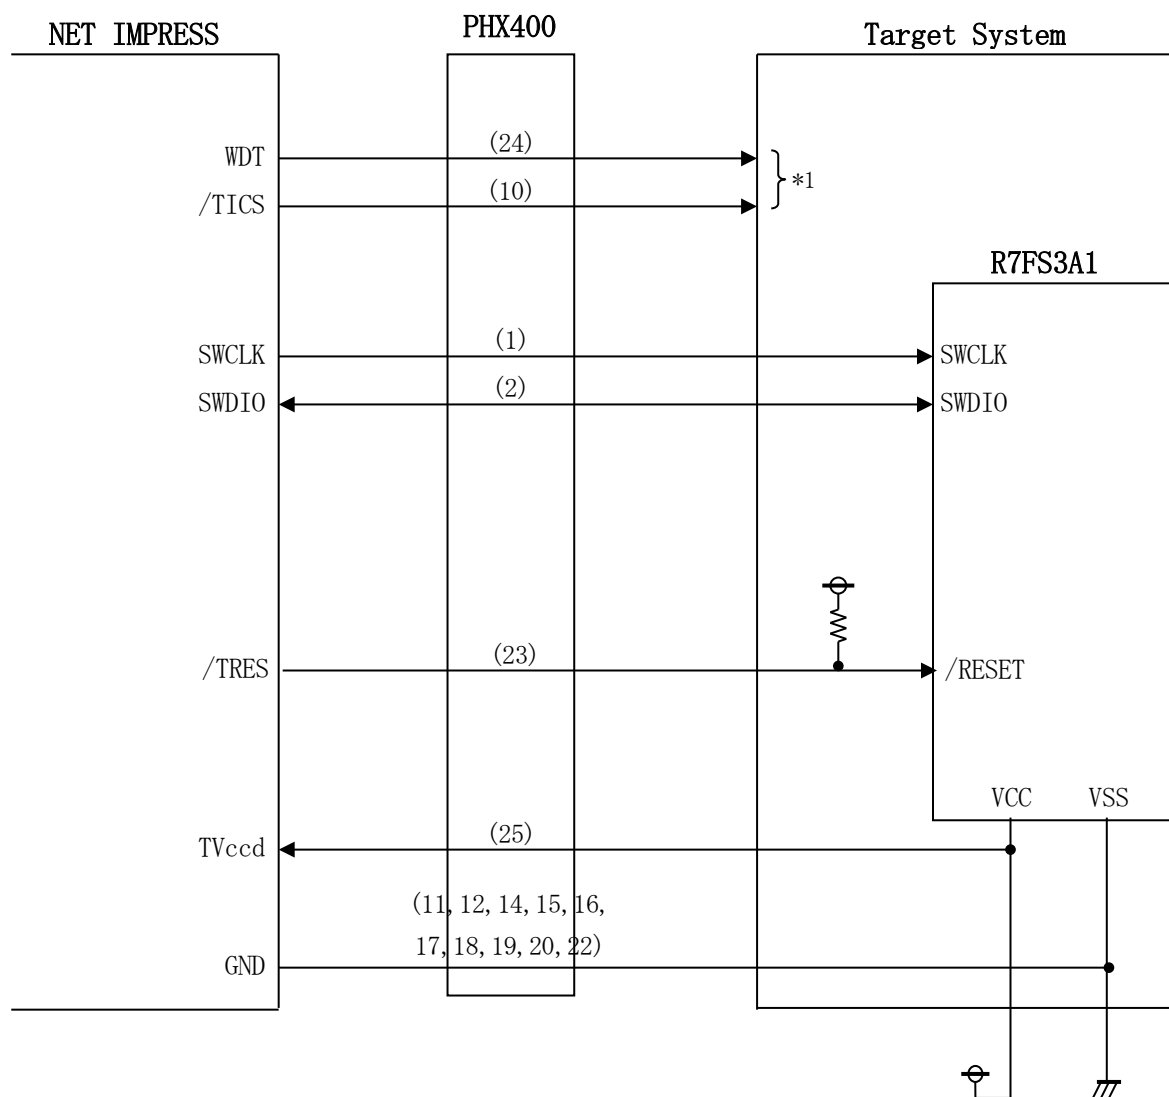 NET IMPRESS
PHX400
Target System
WDT
(24)
*1
/TICS
(10)
R7FS3A1
SWCLK
(1)
SWCLK
SWDIO
(2)
SWDIO
/TRES
(23)
/RESET
VCC
VSS
TVccd
(25)
(11, 12, 14, 15, 16,
17, 18, 19, 20, 22)
GND